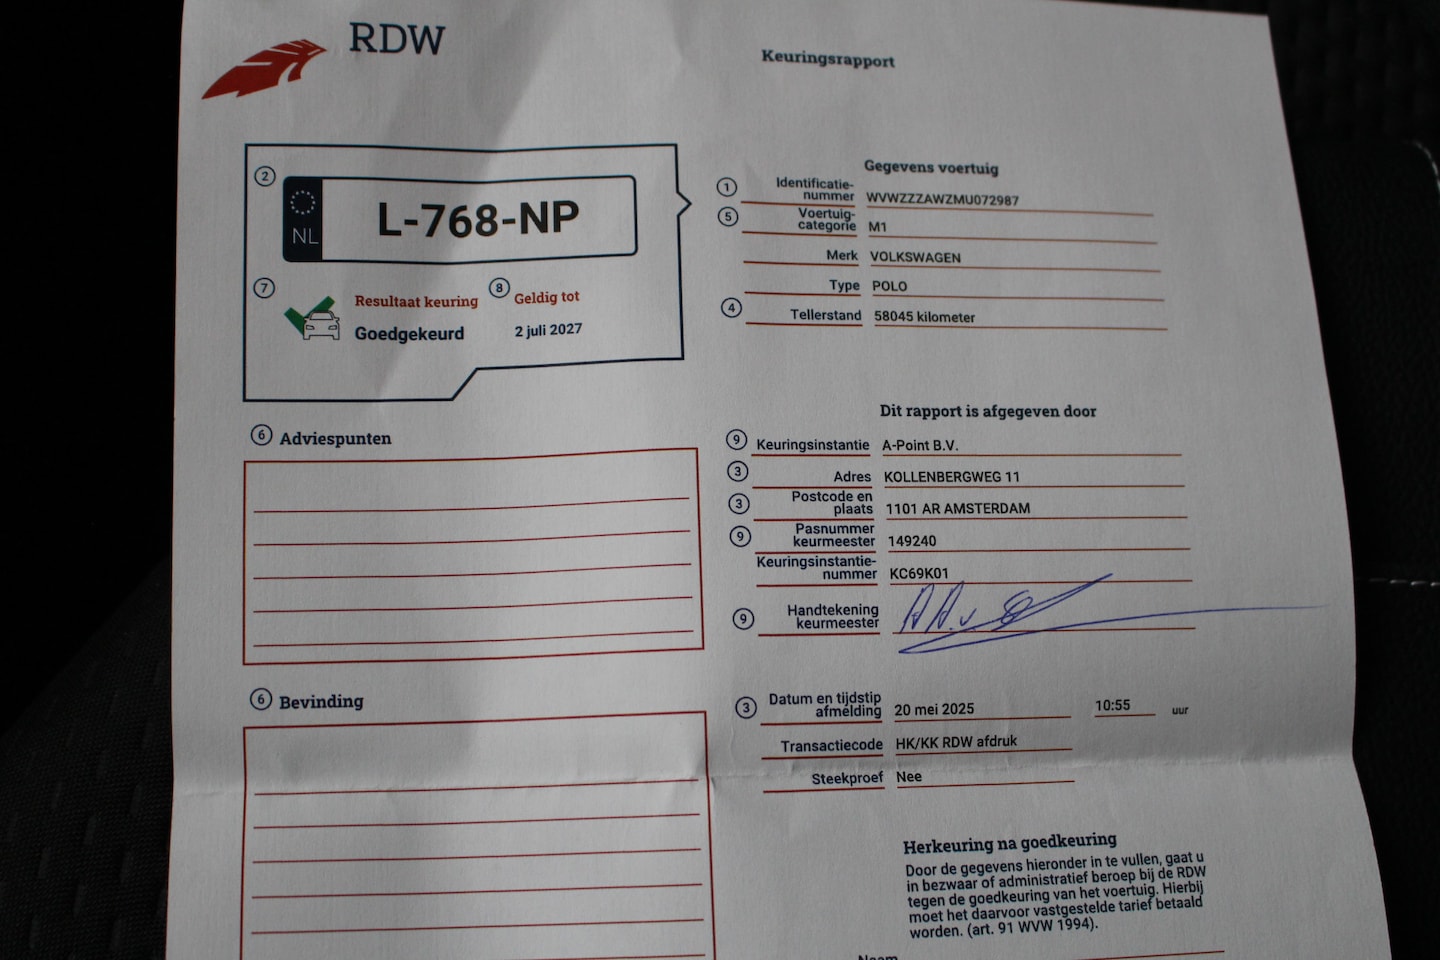 RDW
Keuringsrapport
2
NL
L-768-NP
7
Resultaat keuring
Goedgekeurd
8
Geldig tot
2 juli 2027
Gegevens voertuig
1
Identificatie-
nummer WVWZZZAWZMU072987
5
Voertuig-
categorie M1
Merk VOLKSWAGEN
Type POLO
4 Tellerstand 58045 kilometer
6 Adviespunten
Dit rapport is afgegeven door
9 Keuringsinstantie A-Point B.V.
3 Adres KOLLENBERGWEG 11
3 Postcode en
plaats 1101 AR AMSTERDAM
9 Pasnummer
keurmeester 149240
Keuringsinstantie-
nummer KC69K01
9 Handtekening
keurmeester
6 Bevinding
3 Datum en tijdstip
afmelding 20 mei 2025 10:55 uur
Transactiecode HK/KK RDW afdruk
Steekproef Nee
Herkeuring na goedkeuring
Door de gegevens hieronder in te vullen, gaat u
in bezwaar of administratief beroep bij de RDW
tegen de goedkeuring van het voertuig. Hierbij
moet het daarvoor vastgestelde tarief betaald
worden. (art. 91 WVW 1994).
Naam